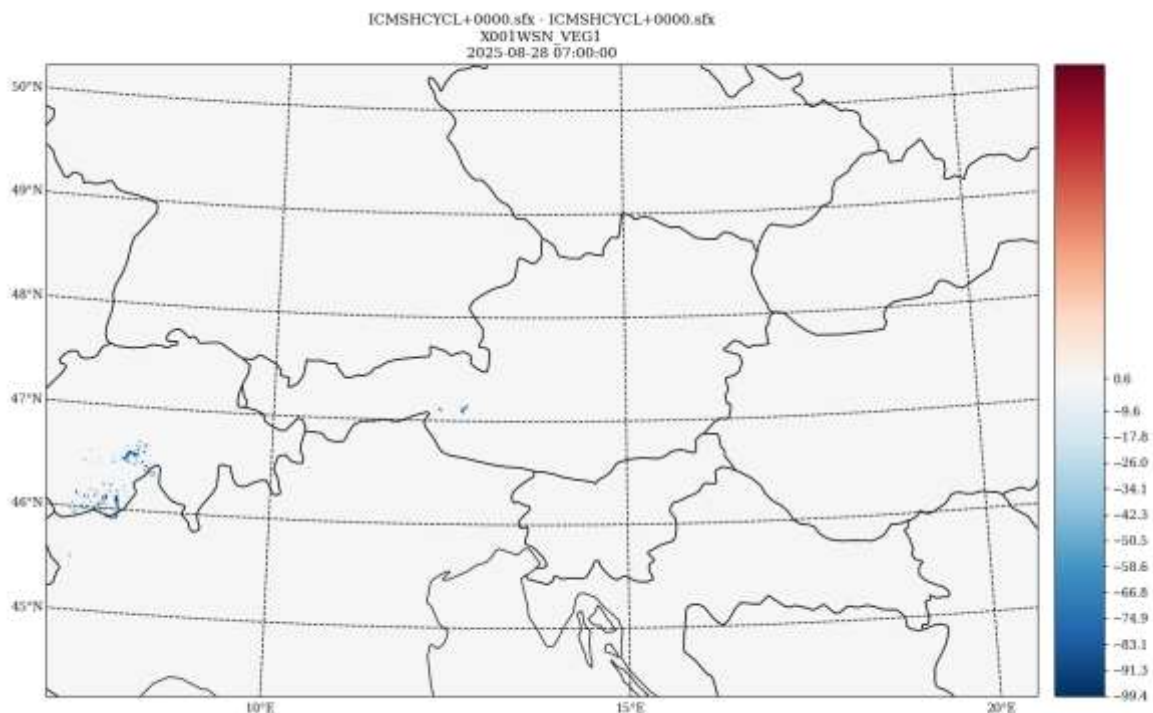 ICMSHCYCL+0000.sfx - ICMSHCYCL+0000.sfx
X001WSN_VEG1
2025-08-28 07:00:00
50°N
49°N
48°N
47°N
46°N
45°N
10°E
15°E
20°E
0.6
−9.6
−17.8
−26.0
−34.1
−42.3
−50.5
−58.6
−66.8
−74.9
−83.1
−91.3
−99.4